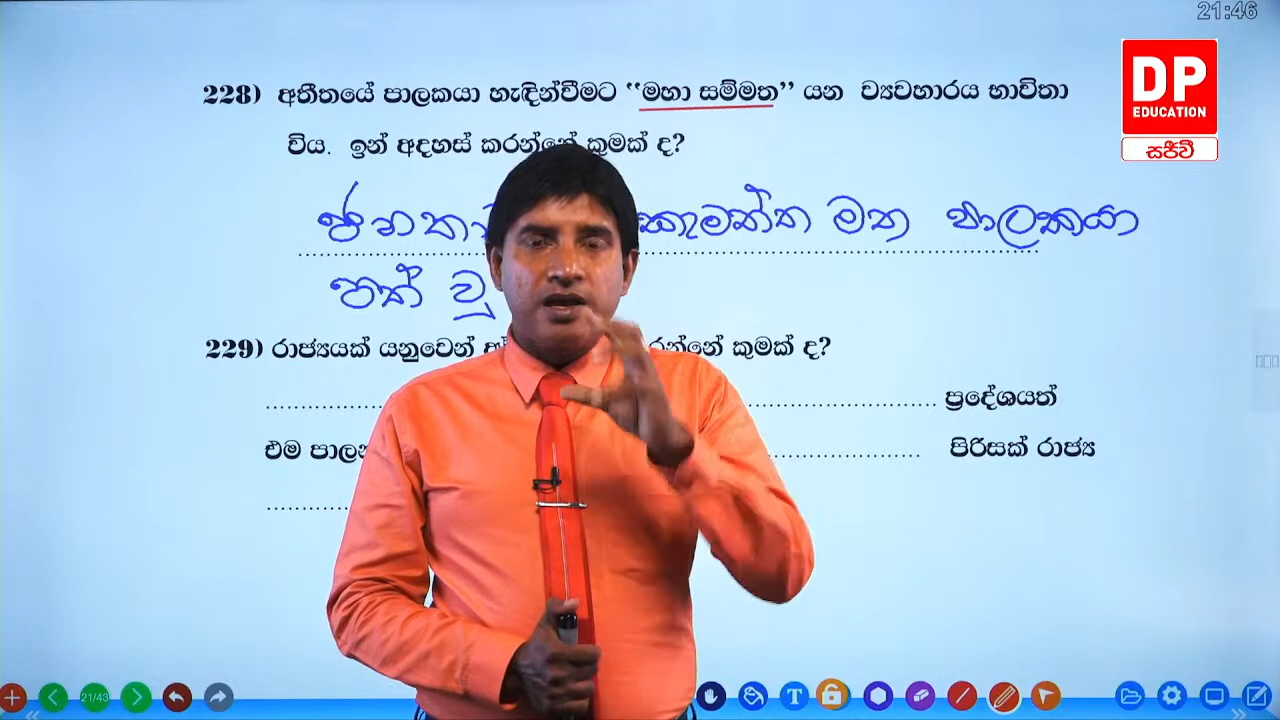 21:46
DP
EDUCATION
සජීවී
228) අතීතයේ පාලකයා හැඳින්වීමට “මහා සම්මත” යන ව්‍යවහාරය භාවිතා
විය. ඉන් අදහස් කරන්නේ කුමක් ද?
කැමැත්ත මත පාලකයා
පත් වූ
229) රාජ්‍යයක් යනුවෙන් කුමක් ද?
ප්‍රදේශයත්
එම පිරිසක් රාජ්‍ය
21/43